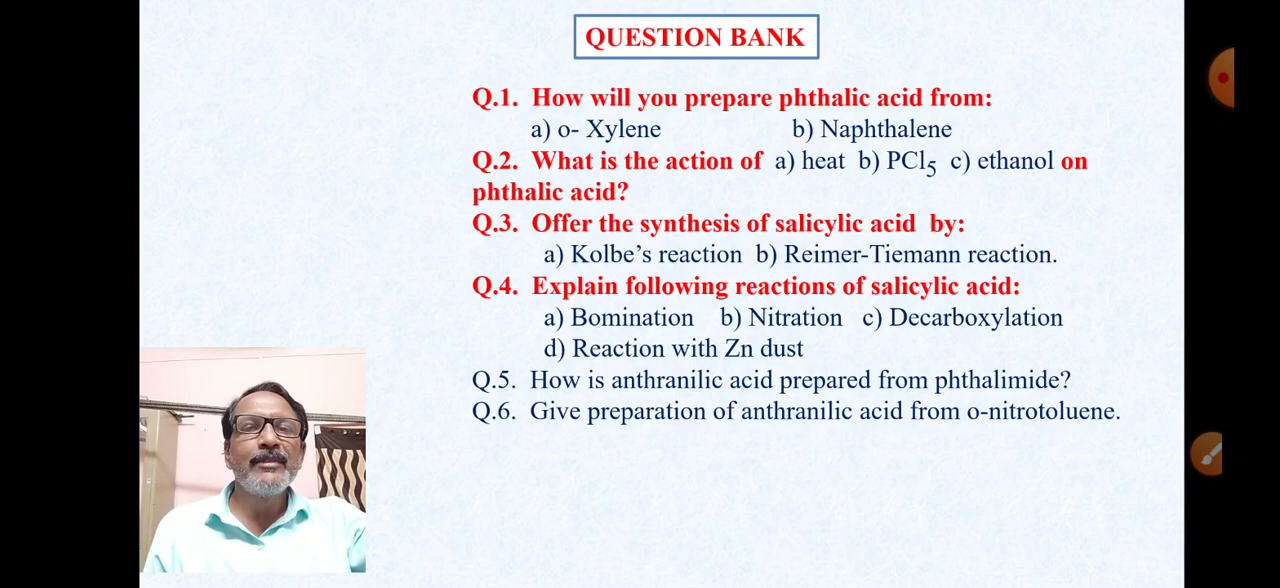 QUESTION BANK
Q.1. How will you prepare phthalic acid from:
a) o- Xylene b) Naphthalene
Q.2. What is the action of a) heat b) PCl5 c) ethanol on
phthalic acid?
Q.3. Offer the synthesis of salicylic acid by:
a) Kolbe’s reaction b) Reimer-Tiemann reaction.
Q.4. Explain following reactions of salicylic acid:
a) Bomination b) Nitration c) Decarboxylation
d) Reaction with Zn dust
Q.5. How is anthranilic acid prepared from phthalimide?
Q.6. Give preparation of anthranilic acid from o-nitrotoluene.